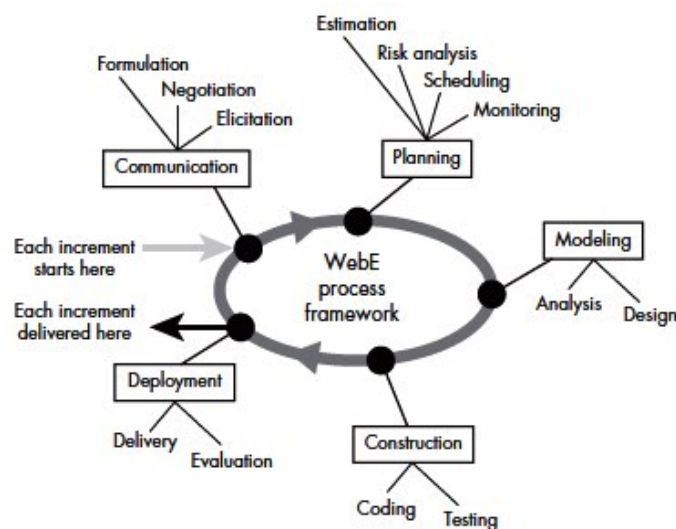 Estimation
Risk analysis
Scheduling
Monitoring
Planning
Formulation
Negotiation
Elicitation
Communication
Each increment
starts here
WebE
process
framework
Modeling
Analysis
Design
Each increment
delivered here
Deployment
Delivery
Evaluation
Construction
Coding
Testing